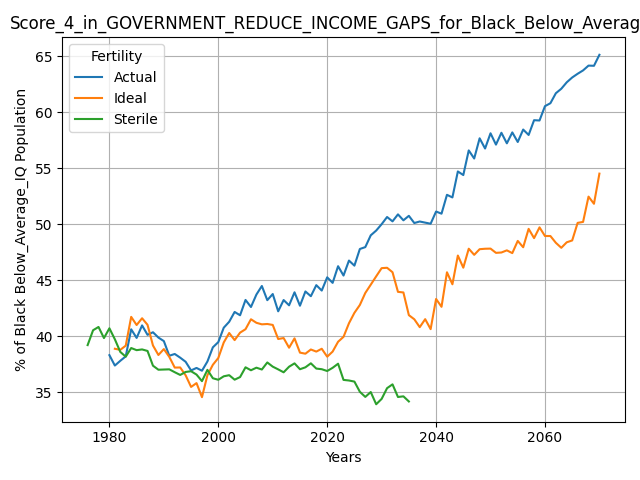 Score_4_in_GOVERNMENT_REDUCE_INCOME_GAPS_for_Black_Below_Averag
Fertility
Actual
Ideal
Sterile
% of Black Below_Average_IQ Population
65
60
55
50
45
40
35
1980
2000
2020
2040
2060
Years